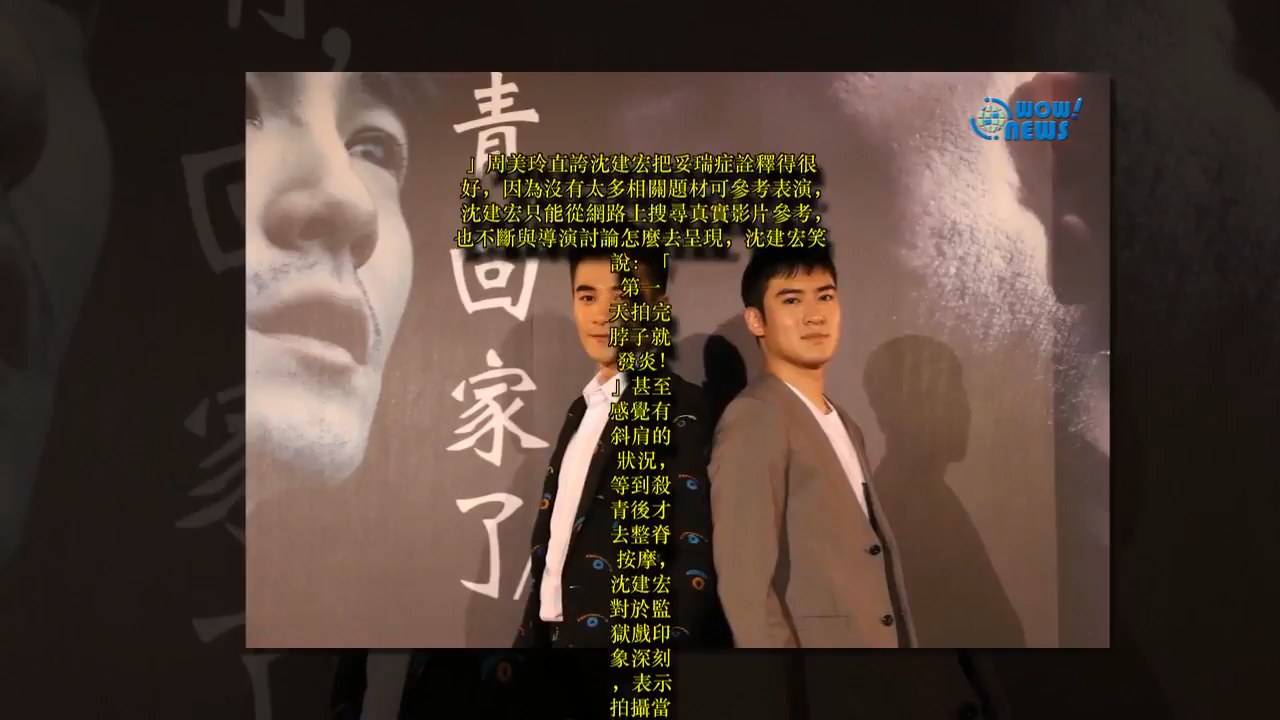 wow!
NEWS
青
回
家
了
」周美玲直誇沈建宏把妥瑞症詮釋得很
好，因為沒有太多相關題材可參考表演，
沈建宏只能從網路上搜尋真實影片參考，
也不斷與導演討論怎麼去呈現，沈建宏笑
說：「
第一
天拍完
脖子就
發炎！
」甚至
感覺有
斜肩的
狀況，
等到殺
青後才
去整脊
按摩，
沈建宏
對於監
獄戲印
象深刻
，表示
拍攝當